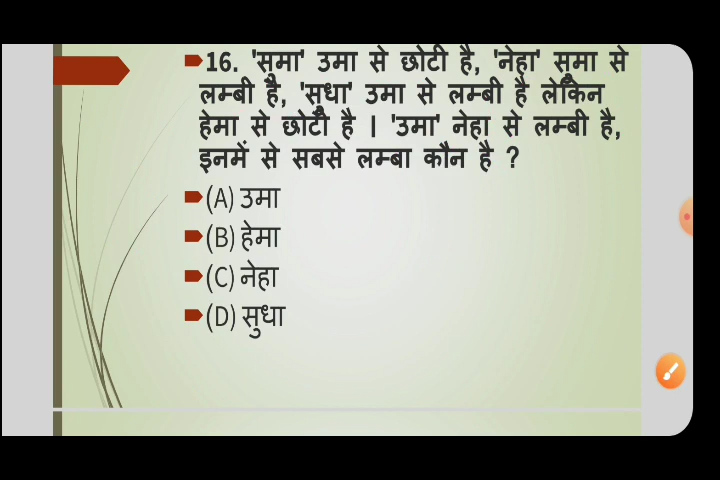 16. 'सुमा' उमा से छोटी है, 'नेहा' सुमा से
लम्बी है, 'सुधा' उमा से लम्बी है लेकिन
हेमा से छोटी है । 'उमा' नेहा से लम्बी है,
इनमें से सबसे लम्बा कौन है ?
(A) उमा
(B) हेमा
(C) नेहा
(D) सुधा